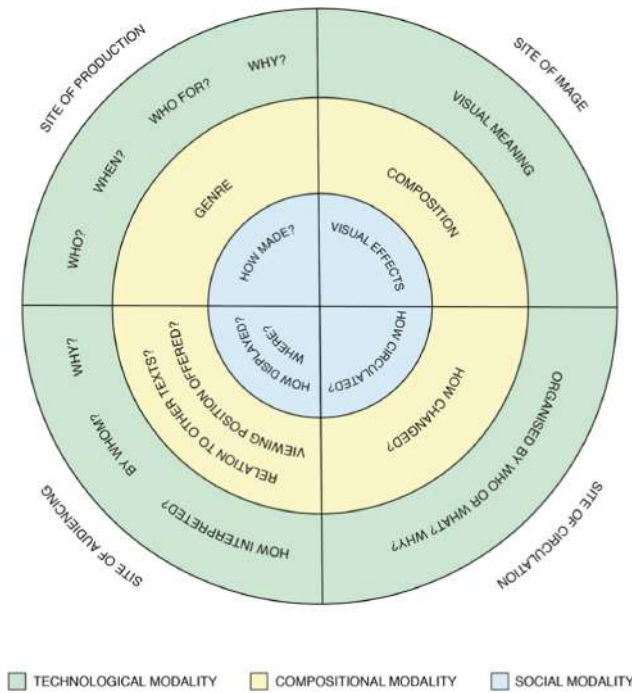 SITE OF PRODUCTION
SITE OF IMAGE
WHO?
WHEN?
WHO FOR?
WHY?
VISUAL MEANING
GENRE
COMPOSITION
HOW MADE?
VISUAL EFFECTS
HOW DISPLAYED?
WHERE?
HOW CIRCULATED?
VIEWING POSITION OFFERED?
RELATION TO OTHER TEXTS?
HOW CHANGED?
WHY?
BY WHOM?
HOW INTERPRETED?
ORGANISED BY WHO OR WHAT? WHY?
SITE OF AUDIENCING
SITE OF CIRCULATION
TECHNOLOGICAL MODALITY
COMPOSITIONAL MODALITY
SOCIAL MODALITY